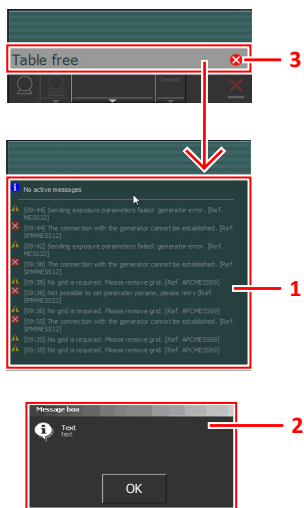 Table free
3
2 mm Al
No active messages
[09:44] Sending exposure parameters failed: generator error. [Ref.
MESS32]
[09:44] The connection with the generator cannot be established. [Ref.
SPMMESS12]
[09:42] Sending exposure parameters failed: generator error. [Ref.
MESS32]
[09:38] The connection with the generator cannot be established. [Ref.
SPMMESS12]
[09:38] No grid is required. Please remove grid. [Ref. APCMESS69]
[09:36] Not possible to set generator params, please retry [Ref.
SPMMESS22]
[09:36] No grid is required. Please remove grid. [Ref. APCMESS69]
[09:35] The connection with the generator cannot be established. [Ref.
SPMMESS12]
[09:35] No grid is required. Please remove grid. [Ref. APCMESS69]
[09:35] No grid is required. Please remove grid. [Ref. APCMESS69]
1
Message box
Text
text
2
OK